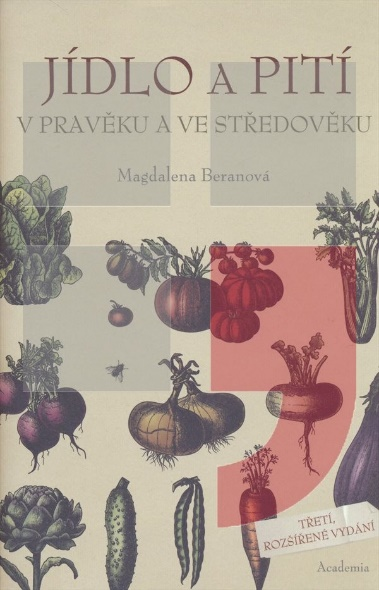 JÍDLO A PITÍ
V PRAVĚKU A VE STŘEDOVĚKU
Magdalena Beranová
TŘETÍ,
ROZŠÍŘENÉ VYDÁNÍ
Academia